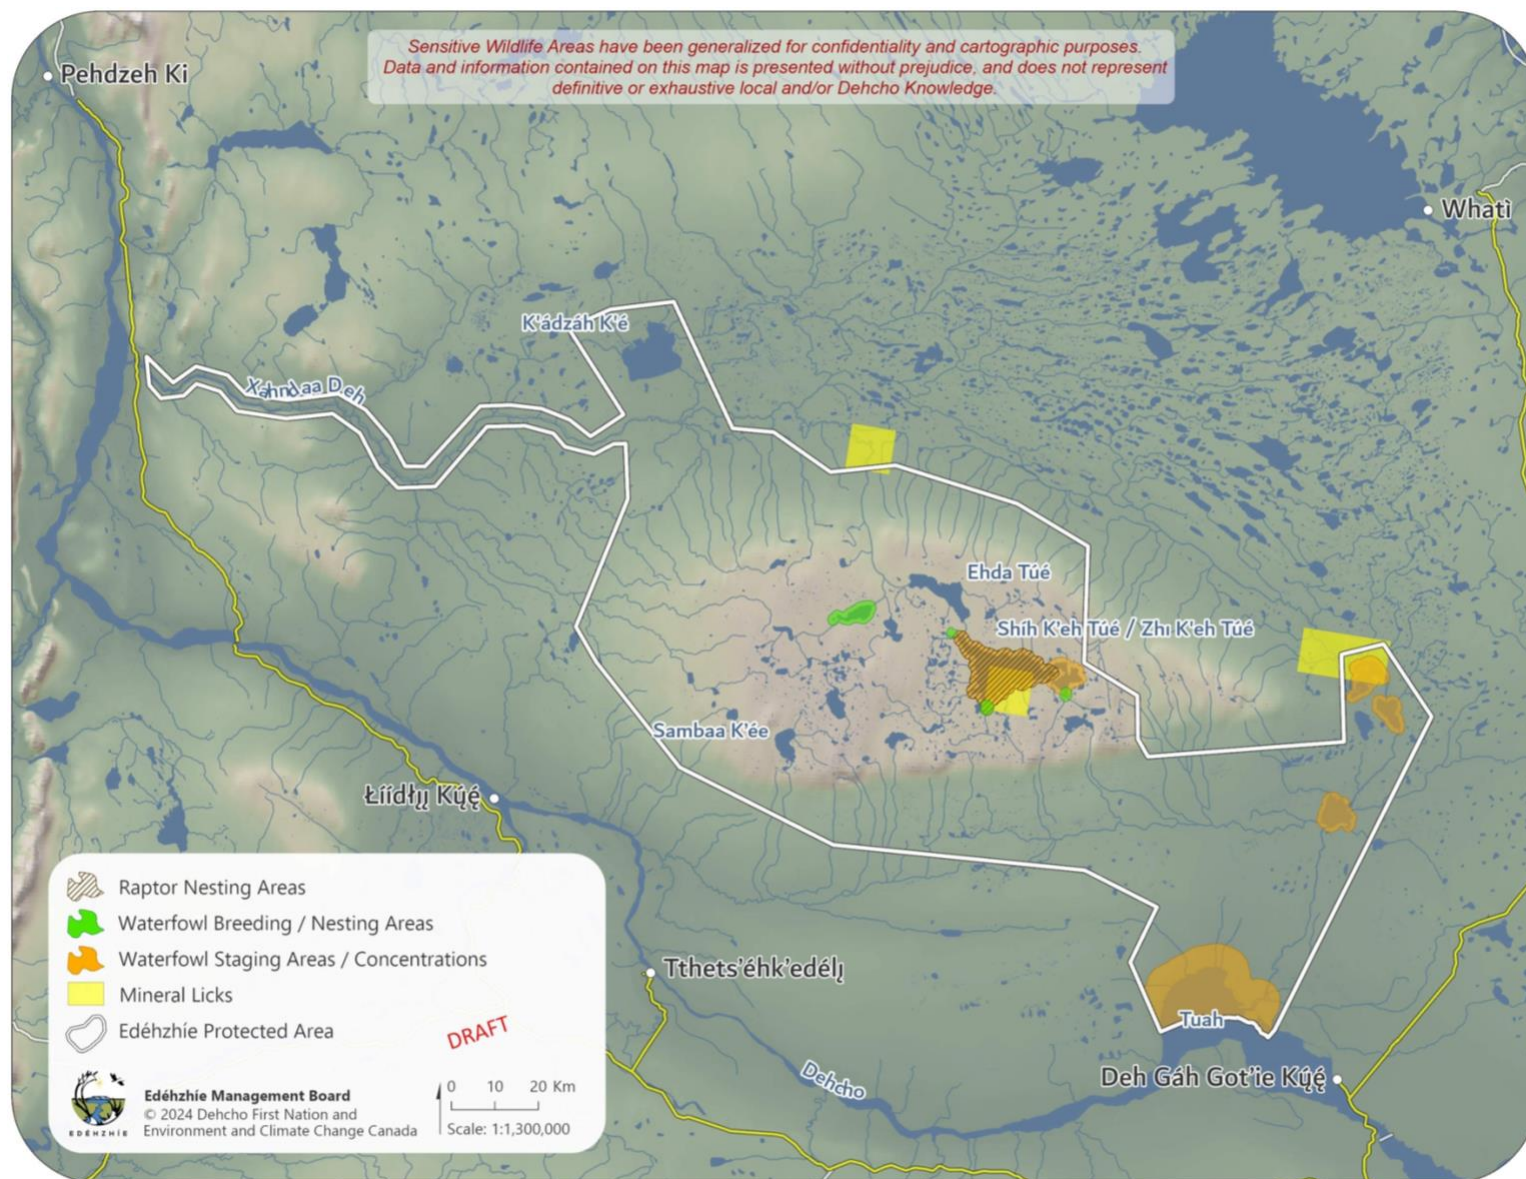 Sensitive Wildlife Areas have been generalized for confidentiality and cartographic purposes.
Data and information contained on this map is presented without prejudice, and does not represent
definitive or exhaustive local and/or Dehcho Knowledge.
Pehdzeh Ki
Whatì
K'ádzáh K'é
Xahndaa Deh
Ehda Túé
Shíh K'eh Túé / Zhı K'eh Túé
Sambaa K'ée
Łíídłı̨ı̨ Kų́ę́
Tthets'éhk'edélı̨
Tuah
Deh Gáh Got'ie Kų́ę́
Dehcho
Raptor Nesting Areas
Waterfowl Breeding / Nesting Areas
Waterfowl Staging Areas / Concentrations
Mineral Licks
Edéhzhíe Protected Area
DRAFT
EDÉHZHÍE
Edéhzhíe Management Board
© 2024 Dehcho First Nation and
Environment and Climate Change Canada
0 10 20 Km
Scale: 1:1,300,000